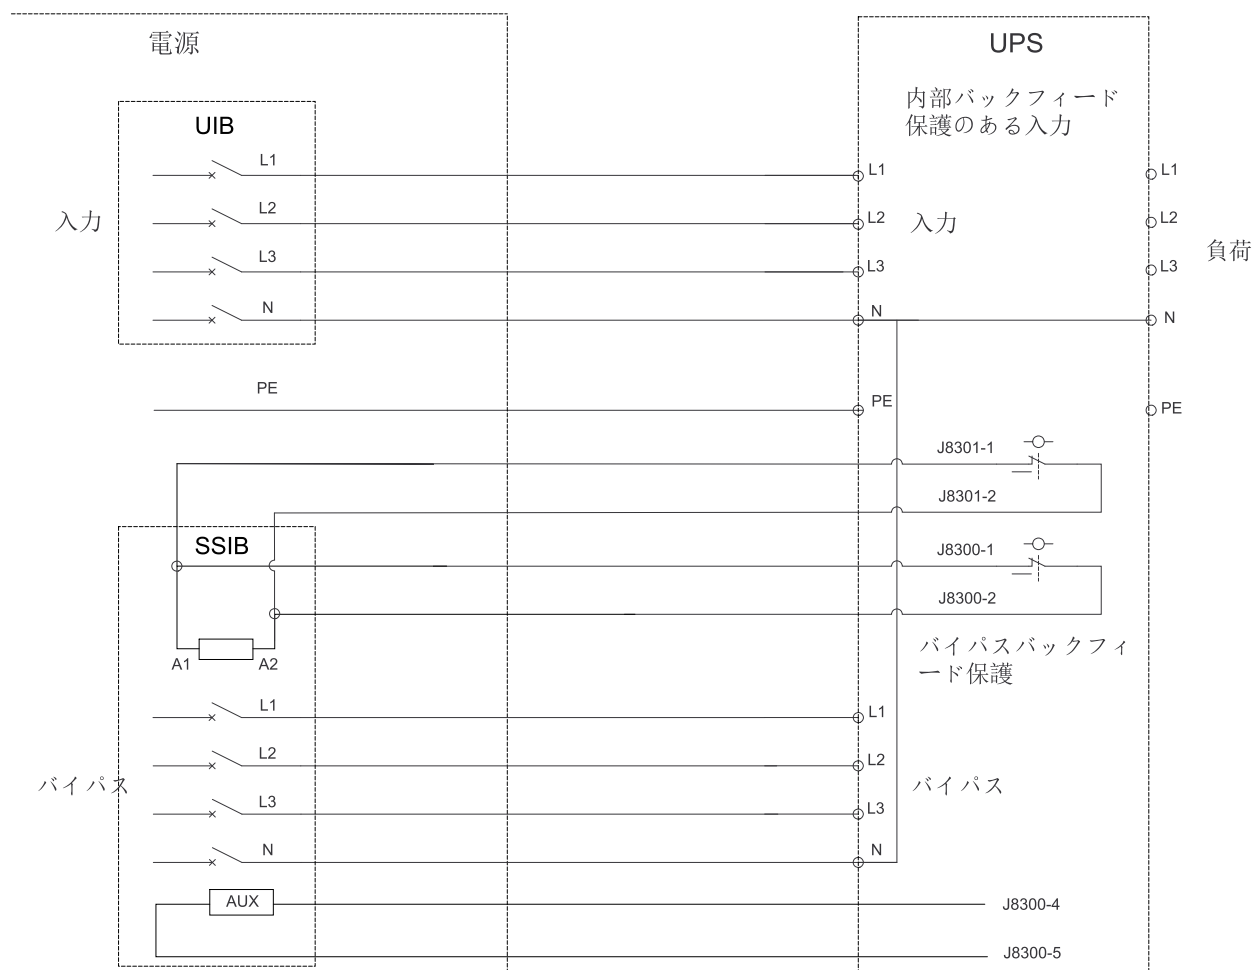 電源
UPS
内部バックフィード
保護のある入力
UIB
L1
L1
L1
L2
L2
L2
入力
入力
負荷
L3
L3
L3
N
N
N
PE
PE
PE
J8301-1
J8301-2
SSIB
J8300-1
J8300-2
A1
A2
バイパスバックフィ
ード保護
L1
L1
L2
L2
バイパス
バイパス
L3
L3
N
N
AUX
J8300-4
J8300-5